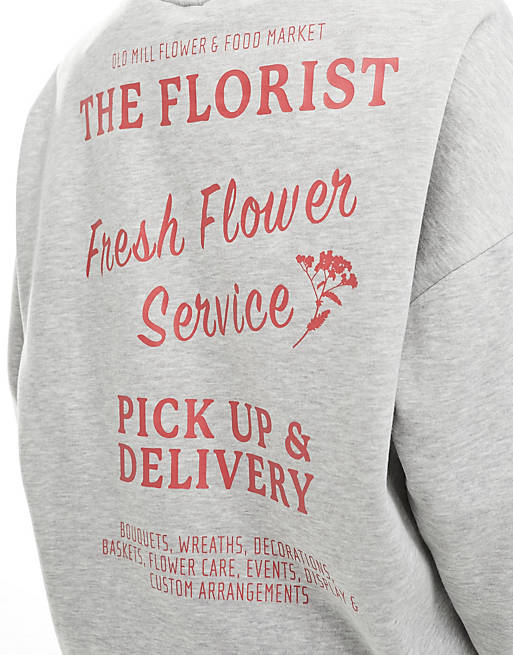 OLD MILL FLOWER & FOOD MARKET
THE FLORIST
Fresh Flower
Service
PICK UP &
DELIVERY
BOUQUETS, WREATHS, DECORATIONS,
BASKETS, FLOWER CARE, EVENTS, DISPLAY &
CUSTOM ARRANGEMENTS